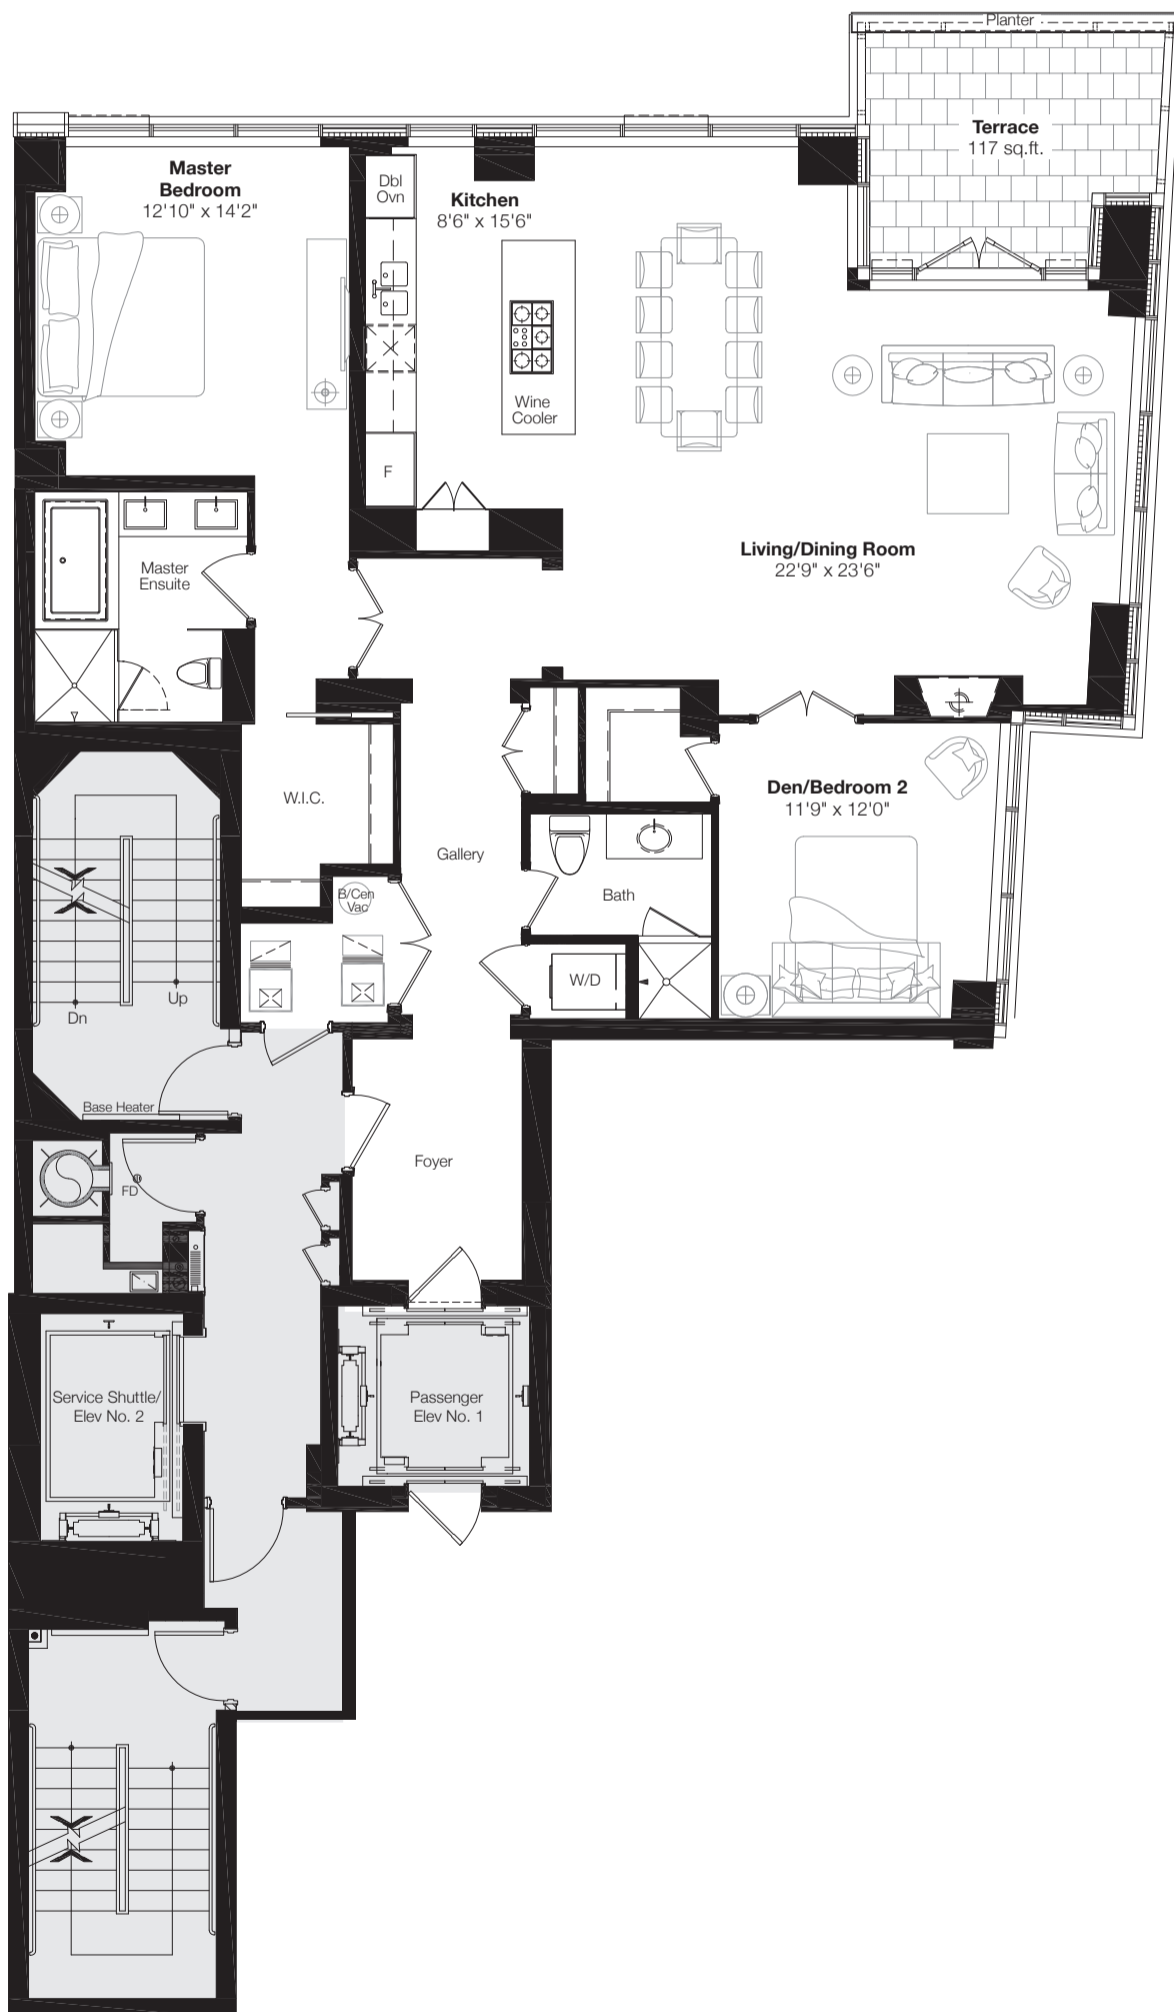 Planter
Terrace
117 sq.ft.
Master
Bedroom
12'10" x 14'2"
Dbl
Ovn
Kitchen
8'6" x 15'6"
Wine
Cooler
F
Living/Dining Room
22'9" x 23'6"
Master
Ensuite
W.I.C.
Den/Bedroom 2
11'9" x 12'0"
Gallery
B/Cen
Vac
Bath
W/D
Up
Dn
Base Heater
Foyer
FD
Service Shuttle/
Elev No. 2
Passenger
Elev No. 1